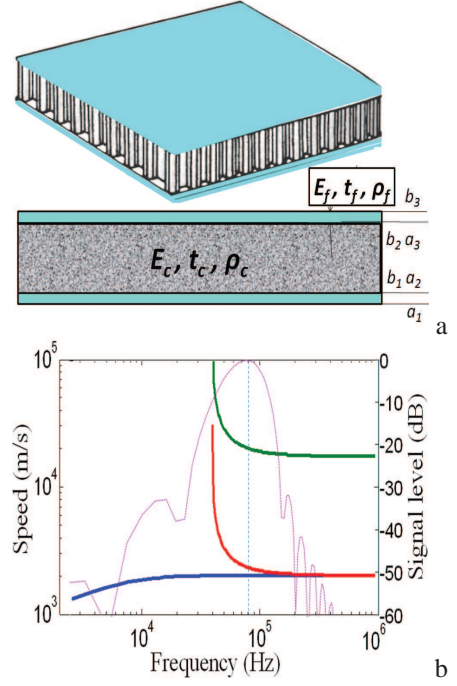 E_f, t_f, ρ_f
b_3
b_2 a_3
E_c, t_c, ρ_c
b_1 a_2
a_1
a
10^5
0
-10
Speed (m/s)
10^4
-20
-30
-40
Signal level (dB)
-50
10^3
-60
10^4
10^5
10^6
Frequency (Hz)
b